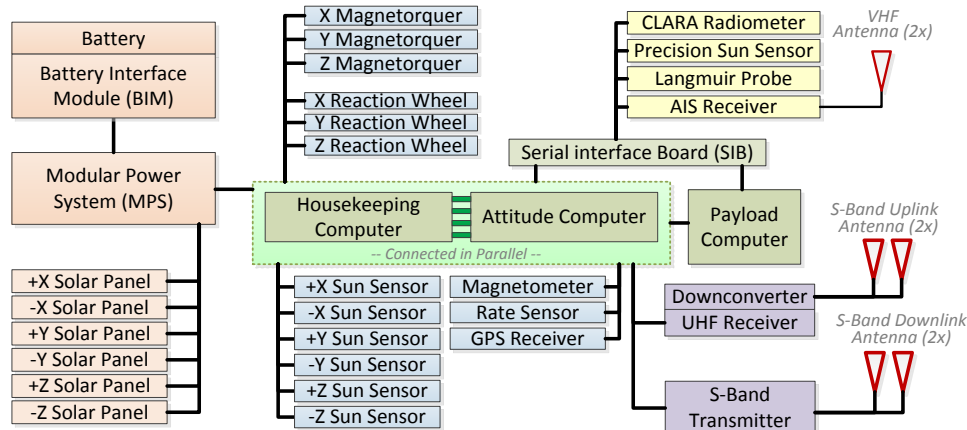 Battery
Battery Interface
Module (BIM)
Modular Power
System (MPS)
+X Solar Panel
-X Solar Panel
+Y Solar Panel
-Y Solar Panel
+Z Solar Panel
-Z Solar Panel
X Magnetorquer
Y Magnetorquer
Z Magnetorquer
X Reaction Wheel
Y Reaction Wheel
Z Reaction Wheel
Housekeeping
Computer
Attitude Computer
-- Connected in Parallel --
+X Sun Sensor
-X Sun Sensor
+Y Sun Sensor
-Y Sun Sensor
+Z Sun Sensor
-Z Sun Sensor
Magnetometer
Rate Sensor
GPS Receiver
CLARA Radiometer
Precision Sun Sensor
Langmuir Probe
AIS Receiver
VHF
Antenna (2x)
Serial interface Board (SIB)
Payload
Computer
S-Band Uplink
Antenna (2x)
Downconverter
UHF Receiver
S-Band Downlink
Antenna (2x)
S-Band
Transmitter